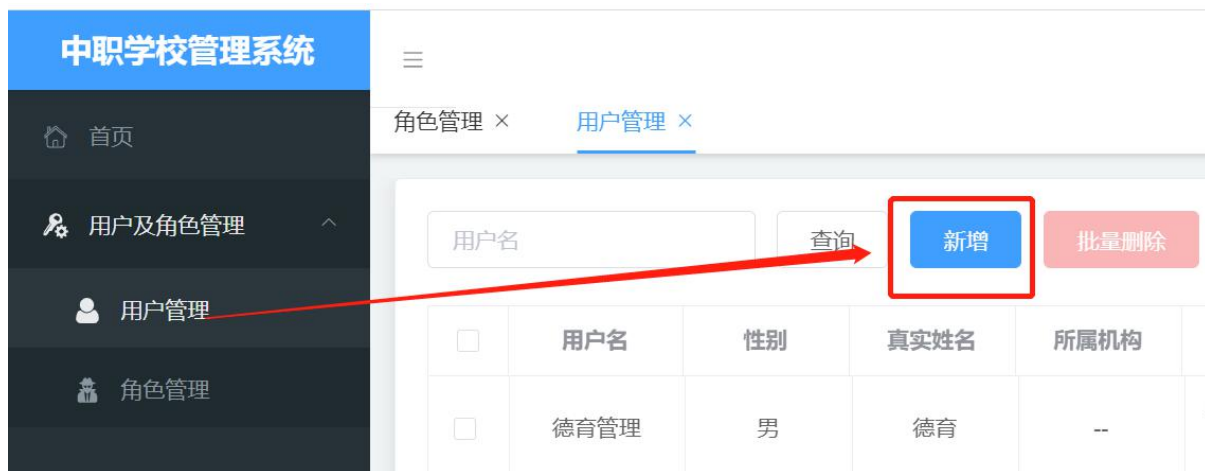 中职学校管理系统
首页
用户及角色管理
用户管理
角色管理
角色管理 × 用户管理 ×
用户名 查询 新增 批量删除
用户名 性别 真实姓名 所属机构
德育管理 男 德育 --